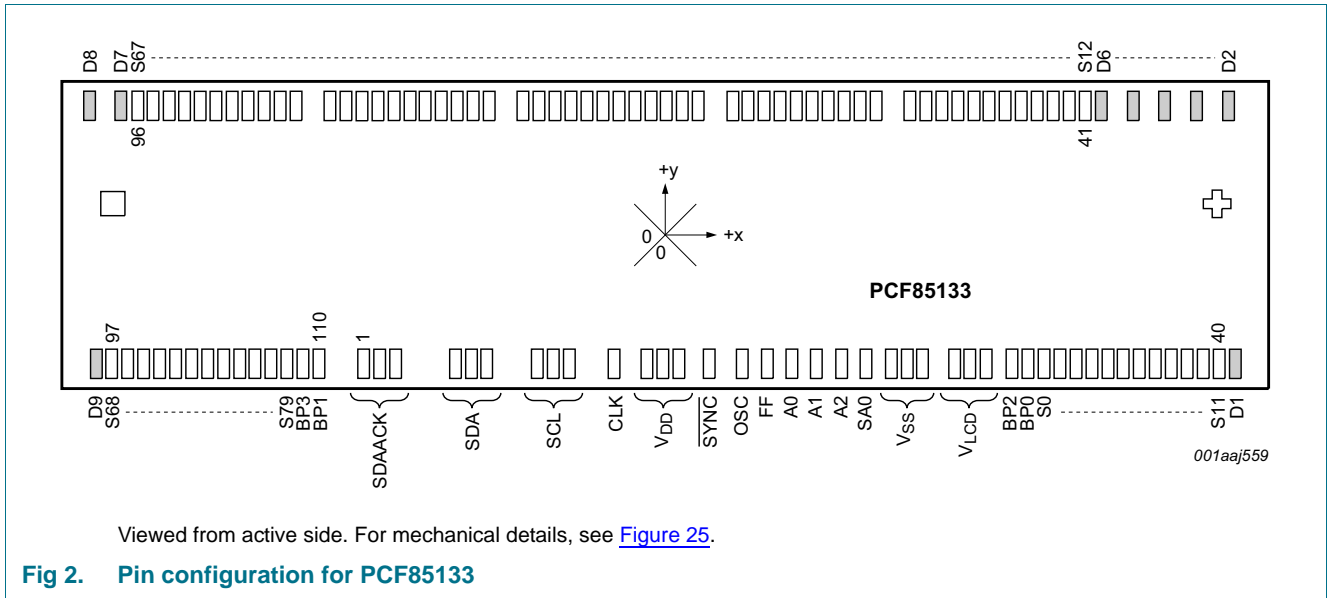 D8 D7 S67 S12 D6 D2
96 41
+y
0 +x
0
PCF85133
97 110 1 40
D9 S68 S79 BP3 BP1 SDAACK SDA SCL CLK VDD SYNC OSC FF A0 A1 A2 SA0 VSS VLCD BP2 BP0 S0 S11 D1
001aaj559
Viewed from active side. For mechanical details, see Figure 25.
Fig 2. Pin configuration for PCF85133